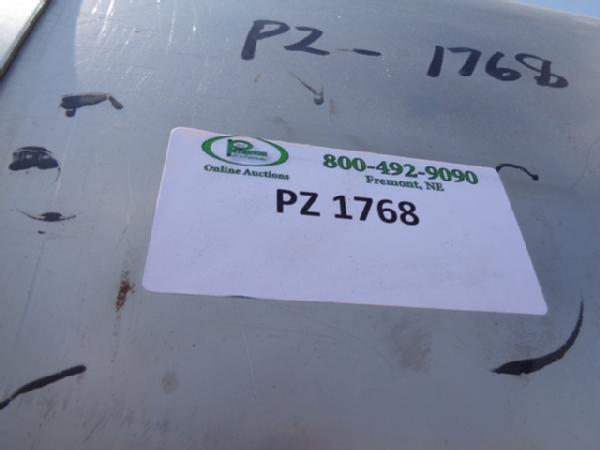 PZ- 1768
800-492-9090
Online Auctions
Fremont, NE
PZ 1768